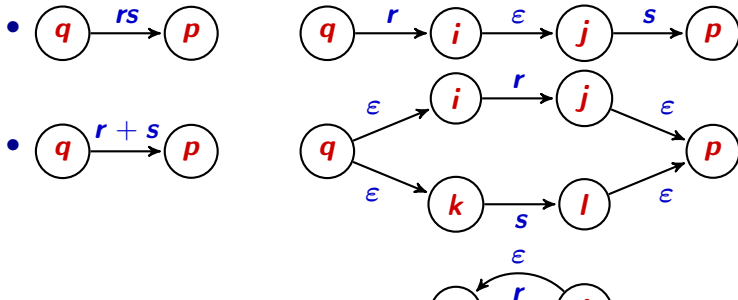 • q rs p q r i ε j s p
ε i r j ε
• q r + s p q p
ε k s l ε
ε
r